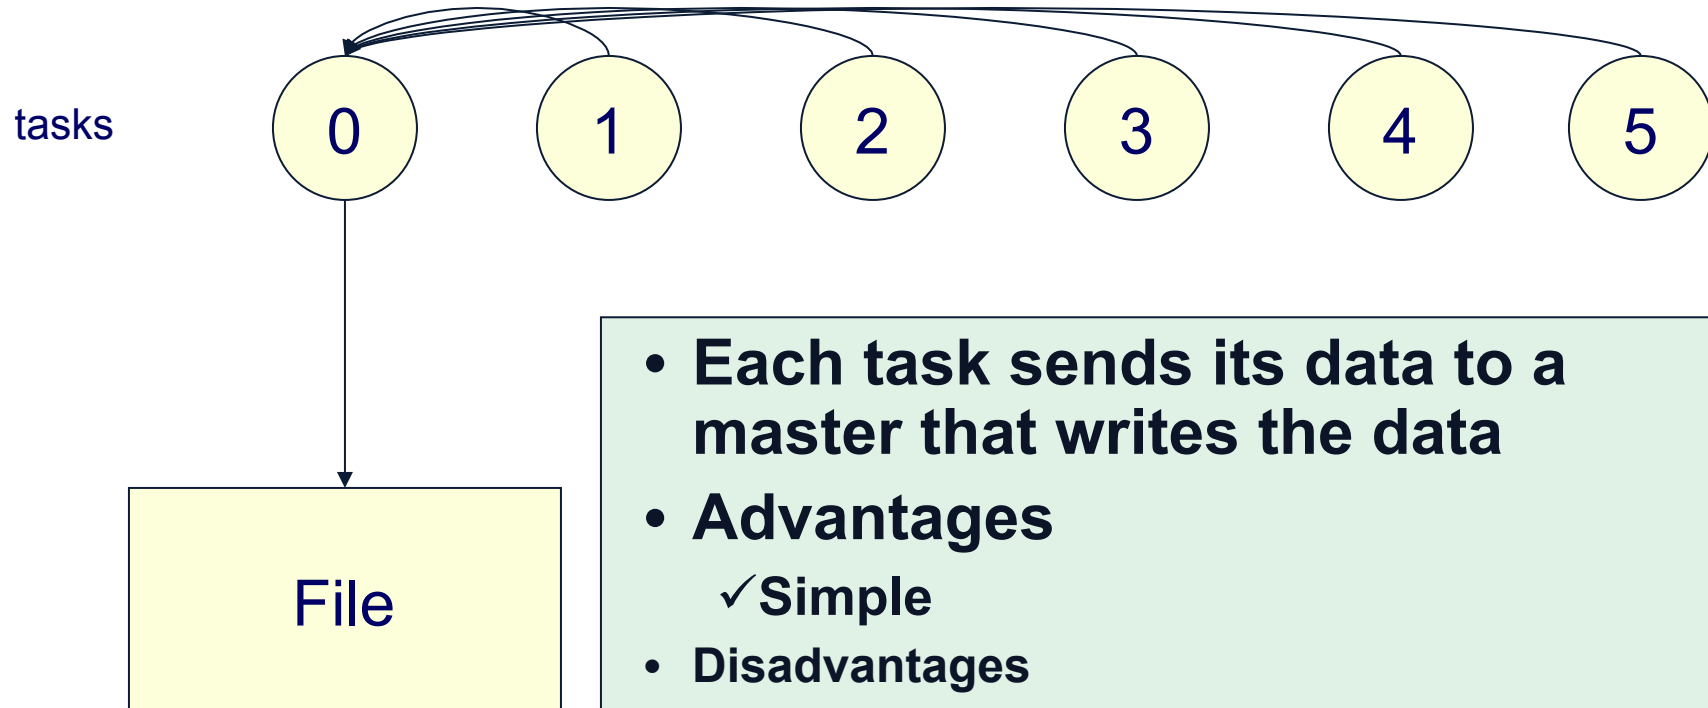 tasks
0
1
2
3
4
5
• Each task sends its data to a
master that writes the data
• Advantages
✓Simple
• Disadvantages
File